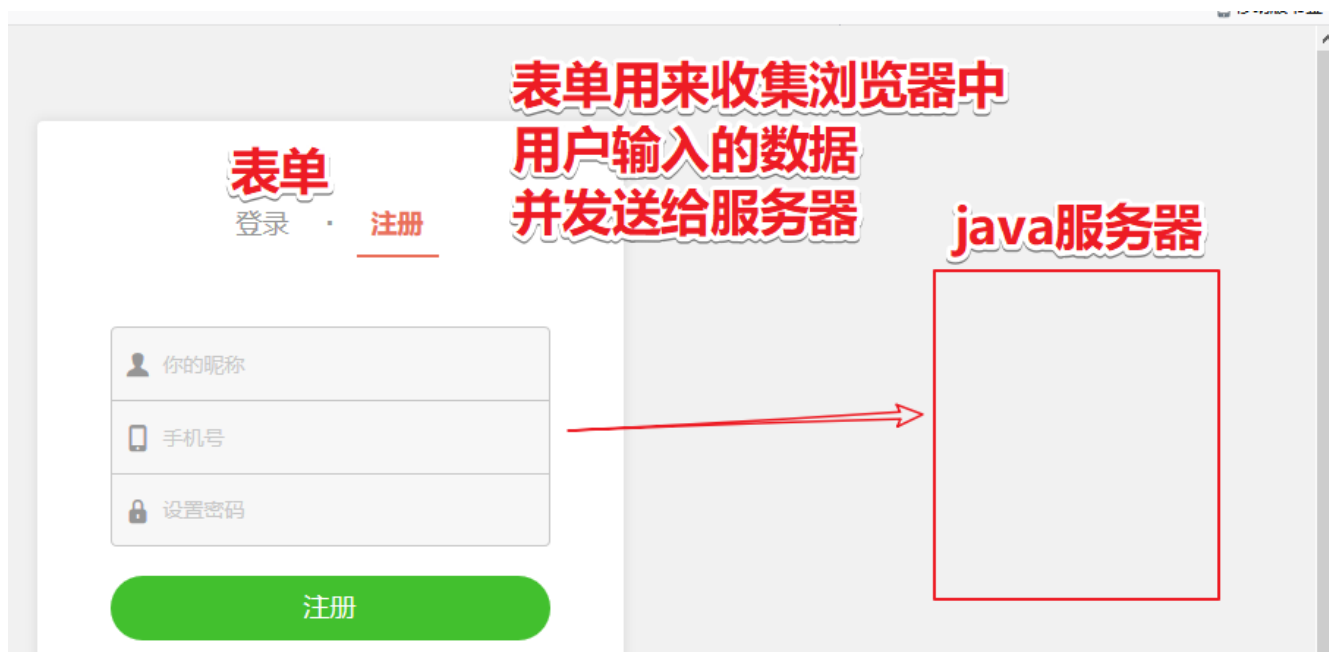 表单用来收集浏览器中
用户输入的数据
并发送给服务器
表单
登录 · 注册
java服务器
你的昵称
手机号
设置密码
注册